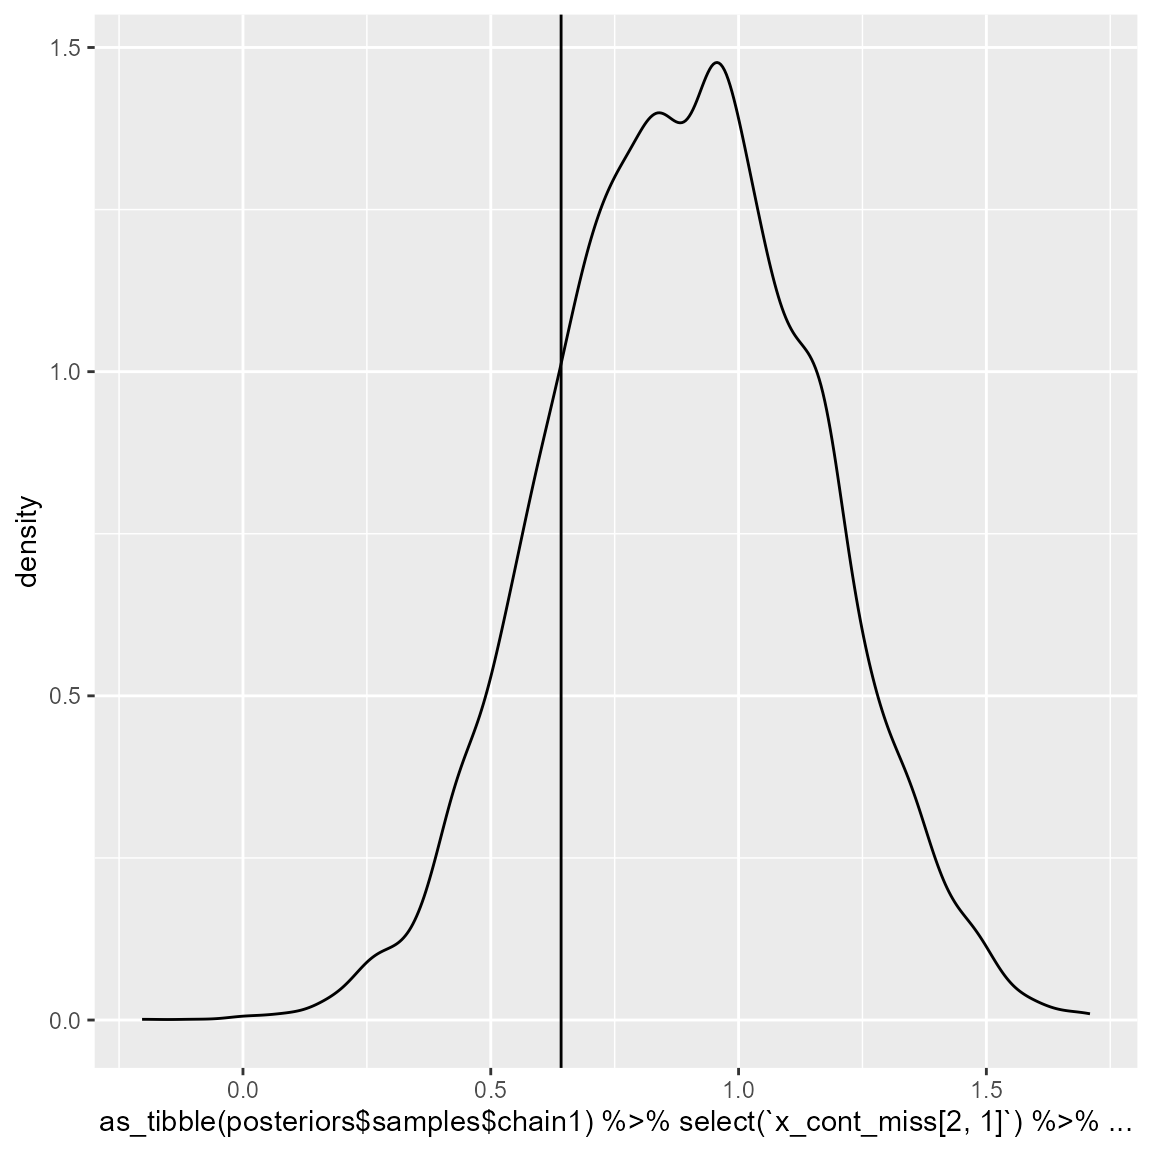 1.5
1.0
0.5
0.0
density
0.0 0.5 1.0 1.5
as_tibble(posteriors$samples$chain1) %>% select(`x_cont_miss[2, 1]`) %>% ...